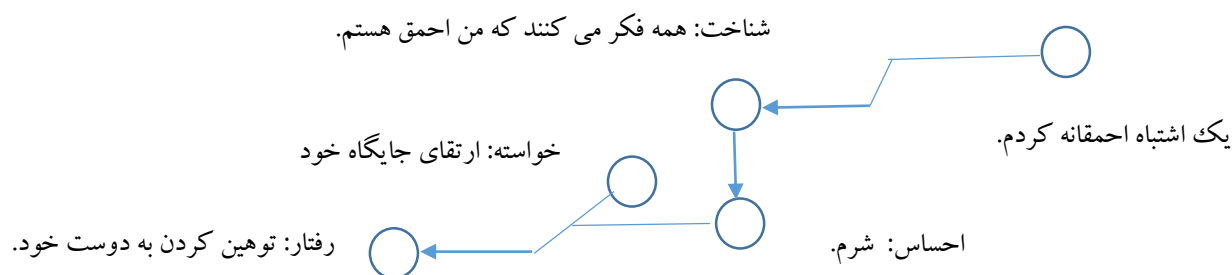 شناخت: همه فکر می کنند که من احمق هستم.
یک اشتباه احمقانه کردم.
خواسته: ارتقای جایگاه خود
احساس: شرم.
رفتار: توهین کردن به دوست خود.